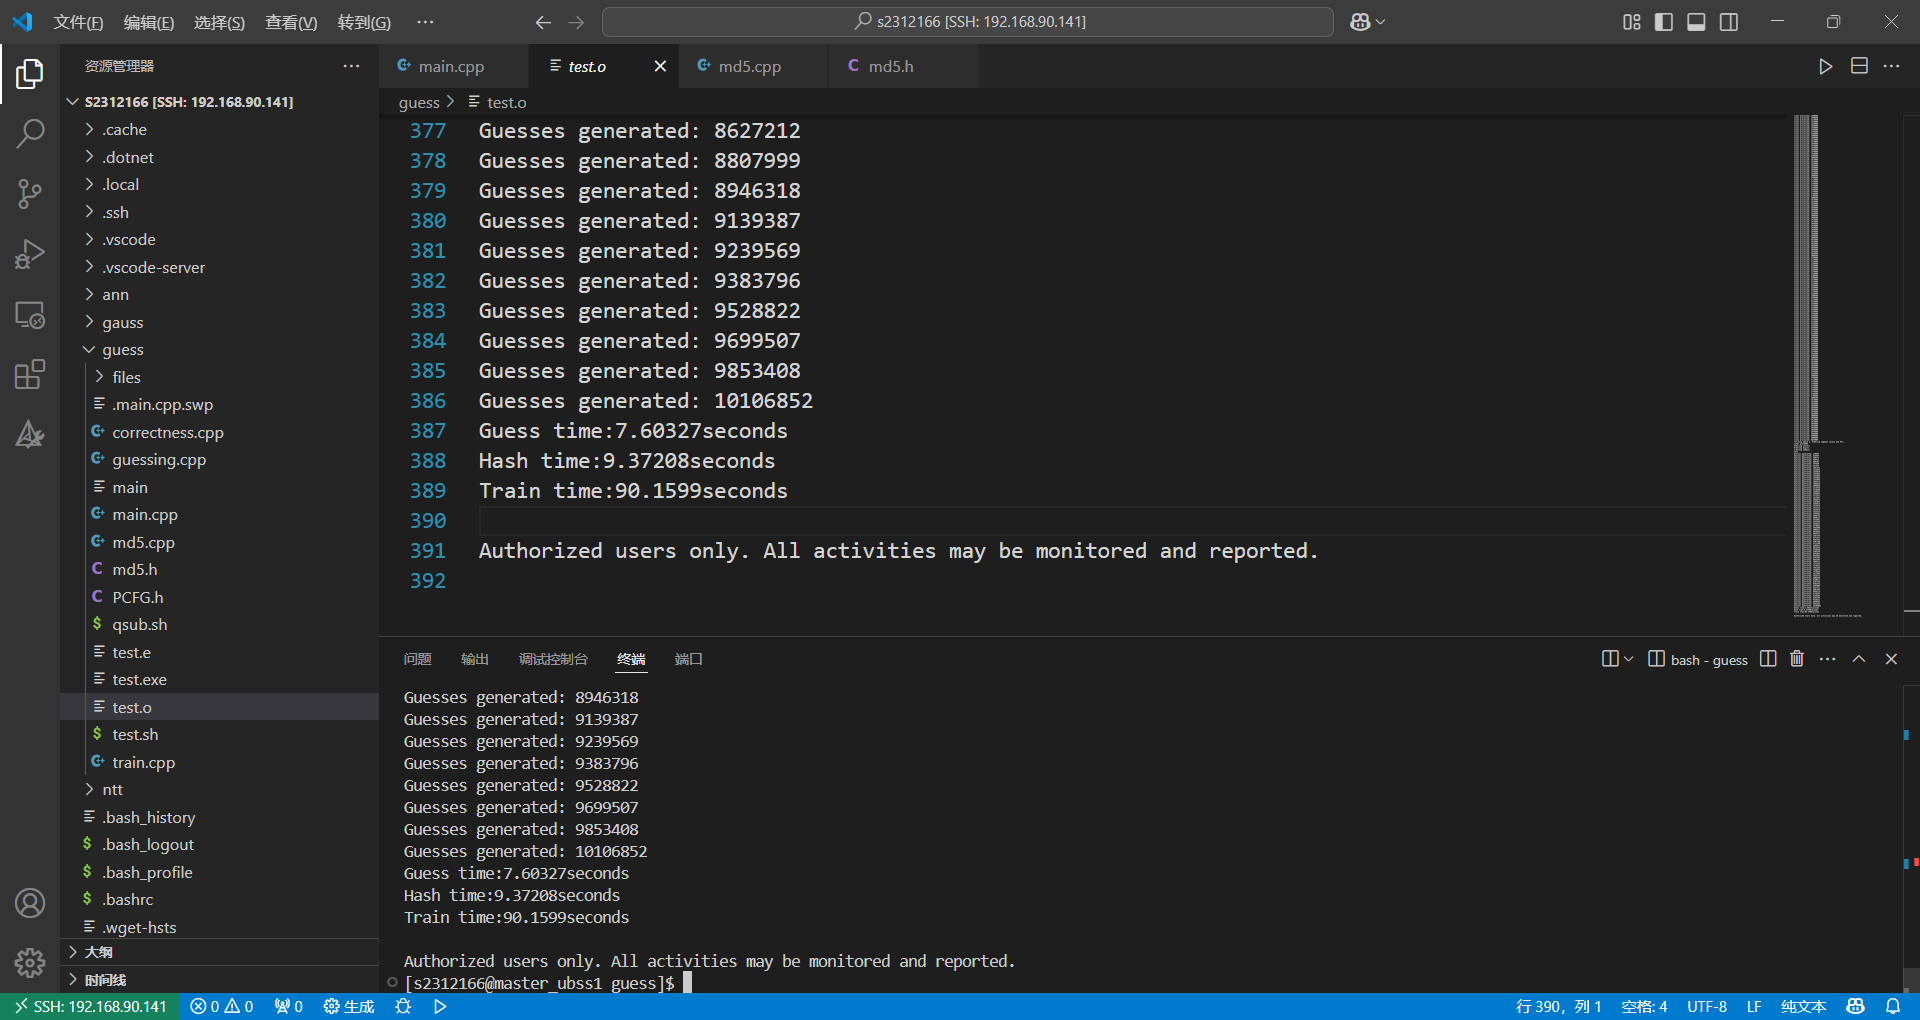 文件(F) 编辑(E) 选择(S) 查看(V) 转到(G) ··· s2312166 [SSH: 192.168.90.141]
资源管理器 ···
main.cpp test.o md5.cpp md5.h
S2312166 [SSH: 192.168.90.141]
.cache
.dotnet
.local
.ssh
.vscode
.vscode-server
ann
gauss
guess
files
.main.cpp.swp
correctness.cpp
guessing.cpp
main
main.cpp
md5.cpp
md5.h
PCFG.h
qsub.sh
test.e
test.exe
test.o
test.sh
train.cpp
ntt
.bash_history
.bash_logout
.bash_profile
.bashrc
.wget-hsts
大纲
时间线
guess > test.o
377 Guesses generated: 8627212
378 Guesses generated: 8807999
379 Guesses generated: 8946318
380 Guesses generated: 9139387
381 Guesses generated: 9239569
382 Guesses generated: 9383796
383 Guesses generated: 9528822
384 Guesses generated: 9699507
385 Guesses generated: 9853408
386 Guesses generated: 10106852
387 Guess time:7.60327seconds
388 Hash time:9.37208seconds
389 Train time:90.1599seconds
390
391 Authorized users only. All activities may be monitored and reported.
392
问题 输出 调试控制台 终端 端口 bash - guess
Guesses generated: 8946318
Guesses generated: 9139387
Guesses generated: 9239569
Guesses generated: 9383796
Guesses generated: 9528822
Guesses generated: 9699507
Guesses generated: 9853408
Guesses generated: 10106852
Guess time:7.60327seconds
Hash time:9.37208seconds
Train time:90.1599seconds
Authorized users only. All activities may be monitored and reported.
[s2312166@master_ubss1 guess]$
SSH: 192.168.90.141 0 0 0 生成 行 390，列 1 空格: 4 UTF-8 LF 纯文本